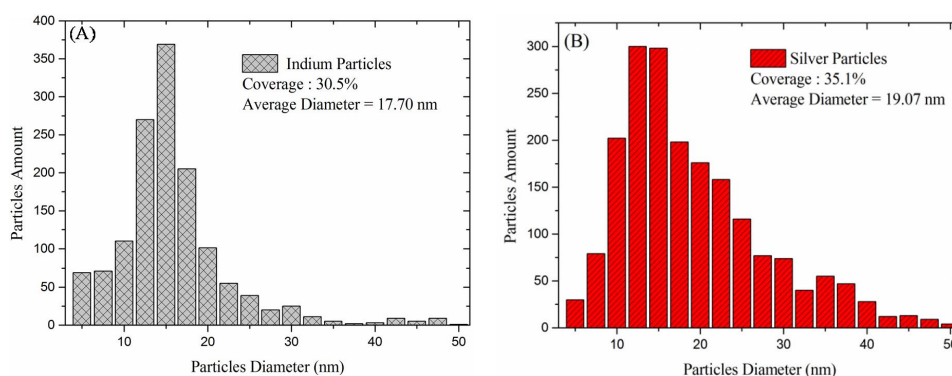 (A)
Indium Particles
Coverage : 30.5%
Average Diameter = 17.70 nm
Particles Amount
400
350
300
250
200
150
100
50
0
10
20
30
40
50
Particles Diameter (nm)
(B)
Silver Particles
Coverage : 35.1%
Average Diameter = 19.07 nm
Particles Amount
300
250
200
150
100
50
0
10
20
30
40
50
Particles Diameter (nm)